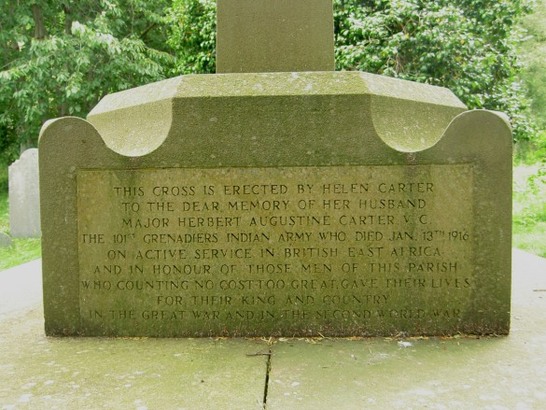 THIS CROSS IS ERECTED BY HELEN CARTER
TO THE DEAR MEMORY OF HER HUSBAND
MAJOR HERBERT AUGUSTINE CARTER V.C.
THE 101ST GRENADIERS INDIAN ARMY WHO DIED JAN. 13TH 1916
ON ACTIVE SERVICE IN BRITISH EAST AFRICA
AND IN HONOUR OF THOSE MEN OF THIS PARISH
WHO COUNTING NO COST TOO GREAT GAVE THEIR LIVES
FOR THEIR KING AND COUNTRY
IN THE GREAT WAR AND IN THE SECOND WORLD WAR